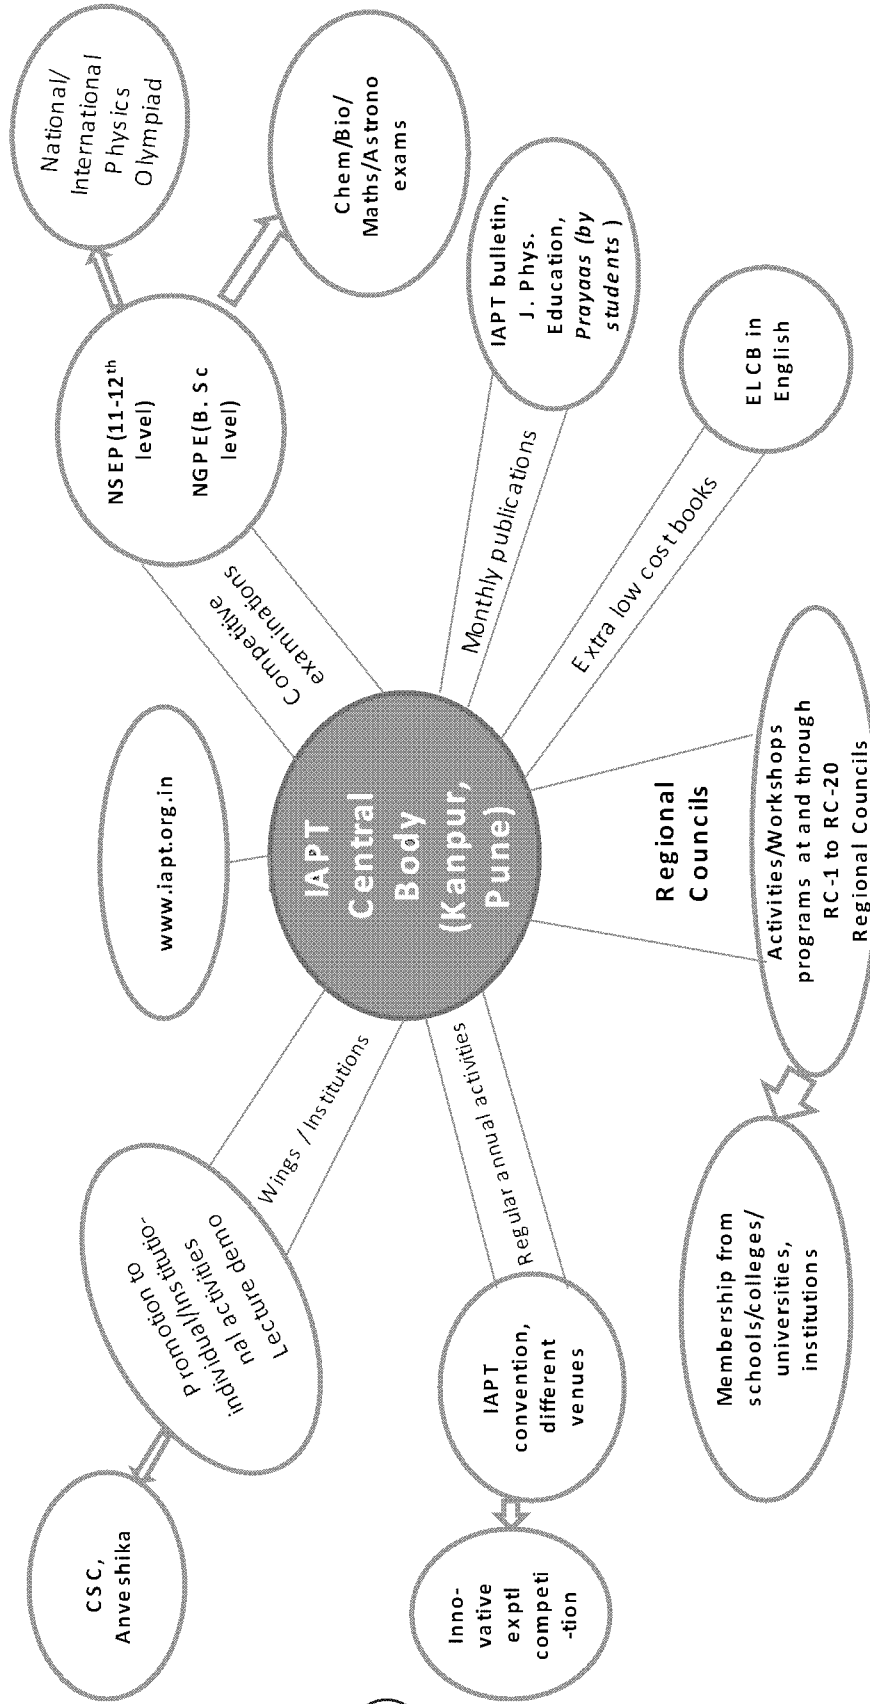 CSC,
Anveshika
Promotion to
individual/Institutio-
nal activities
Lecture demo
Wings / Institutions
www.iapt.org.in
Competitive
examinations
NSEP (11-12th
level)
NGPE(B. Sc
level)
National/
International
Physics
Olympiad
Chem/Bio/
Maths/Astrono
exams
IAPT
Central
Body
(Kanpur,
Pune)
Monthly publications
IAPT bulletin,
J. Phys.
Education,
Prayaas (by
students )
Inno-
vative
exptl
competi
-tion
IAPT
convention,
different
venues
Regular annual activities
Extra low cost books
ELCB in
English
Regional
Councils
Membership from
schools/colleges/
universities,
institutions
Activities/Workshops
programs at and through
RC-1 to RC-20
Regional Councils